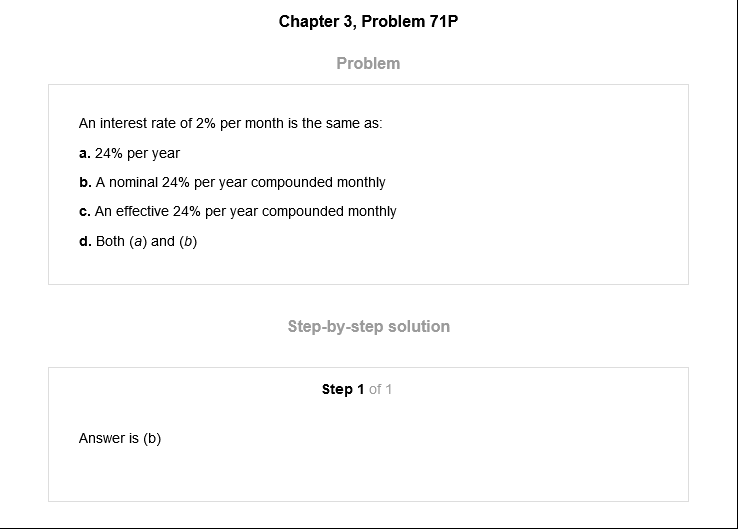 Chapter 3, Problem 71P
Problem
An interest rate of 2% per month is the same as:
a. 24% per year
b. A nominal 24% per year compounded monthly
c. An effective 24% per year compounded monthly
d. Both (a) and (b)
Step-by-step solution
Step 1 of 1
Answer is (b)